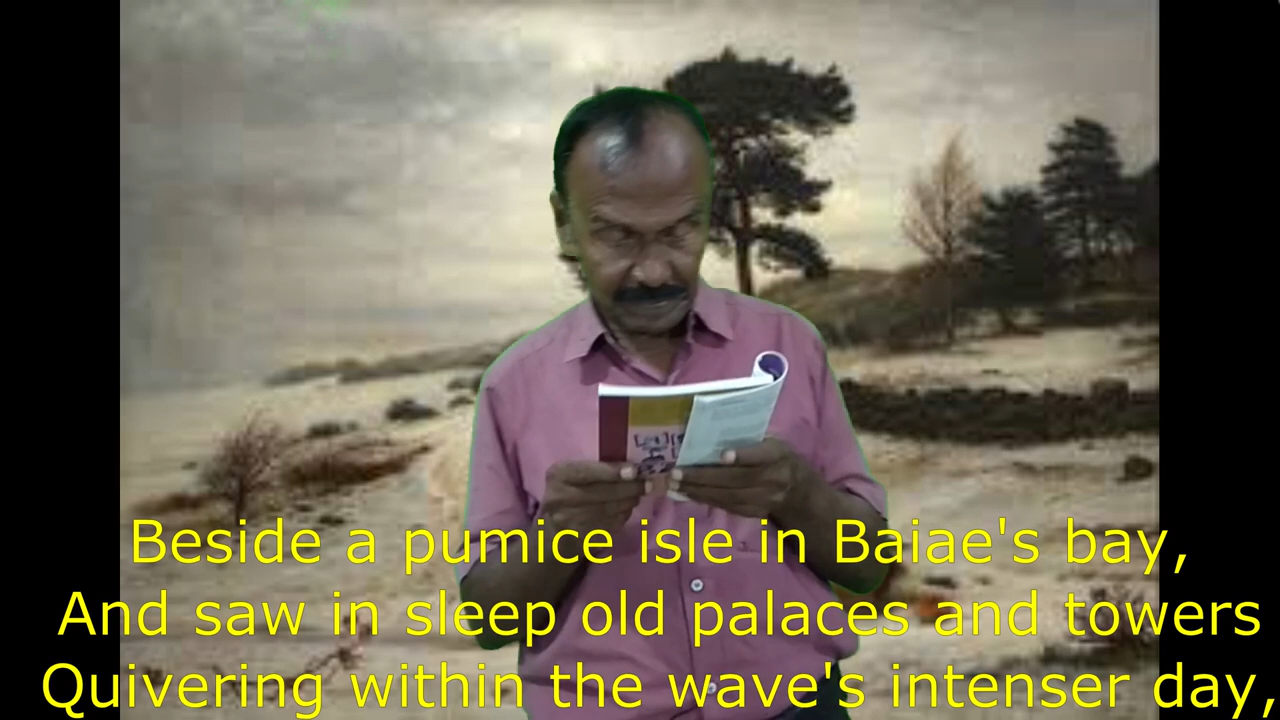 Beside a pumice isle in Baiae's bay,
And saw in sleep old palaces and towers
Quivering within the wave's intenser day,